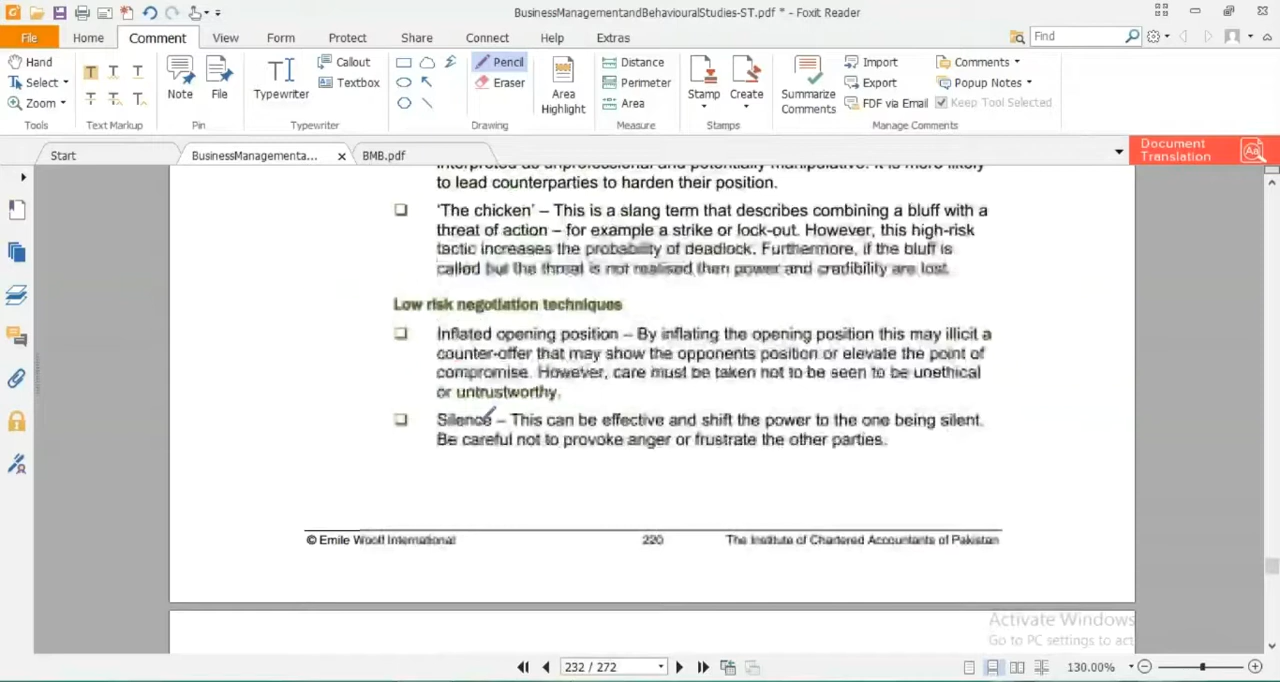 BusinessManagementandBehaviouralStudies-ST.pdf * - Foxit Reader
File Home Comment View Form Protect Share Connect Help Extras Find
Hand
Select
Zoom
Tools
Text Markup
Note
File
Pin
Typewriter
Callout
Textbox
Typewriter
Pencil
Eraser
Drawing
Area
Highlight
Distance
Perimeter
Area
Measure
Stamp
Create
Stamps
Summarize
Comments
Import
Export
FDF via Email
Comments
Popup Notes
Keep Tool Selected
Manage Comments
Start BusinessManagementa... x BMB.pdf
Document
Translation
interpreted as unprofessional and potentially manipulative. It is more likely
to lead counterparties to harden their position.
❑ 'The chicken' – This is a slang term that describes combining a bluff with a
threat of action – for example a strike or lock-out. However, this high-risk
tactic increases the probability of deadlock. Furthermore, if the bluff is
called but the threat is not realised then power and credibility are lost.
Low risk negotiation techniques
❑ Inflated opening position – By inflating the opening position this may illicit a
counter-offer that may show the opponents position or elevate the point of
compromise. However, care must be taken not to be seen to be unethical
or untrustworthy.
❑ Silence – This can be effective and shift the power to the one being silent.
Be careful not to provoke anger or frustrate the other parties.
© Emile Woolf International 220 The Institute of Chartered Accountants of Pakistan
Activate Windows
Go to PC settings to act
232 / 272 130.00%